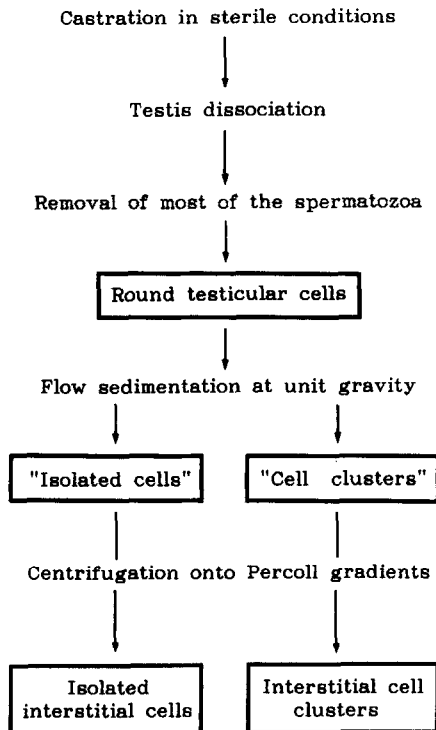 Castration in sterile conditions
Testis dissociation
Removal of most of the spermatozoa
Round testicular cells
Flow sedimentation at unit gravity
"Isolated cells"
"Cell clusters"
Centrifugation onto Percoll gradients
Isolated
interstitial cells
Interstitial cell
clusters